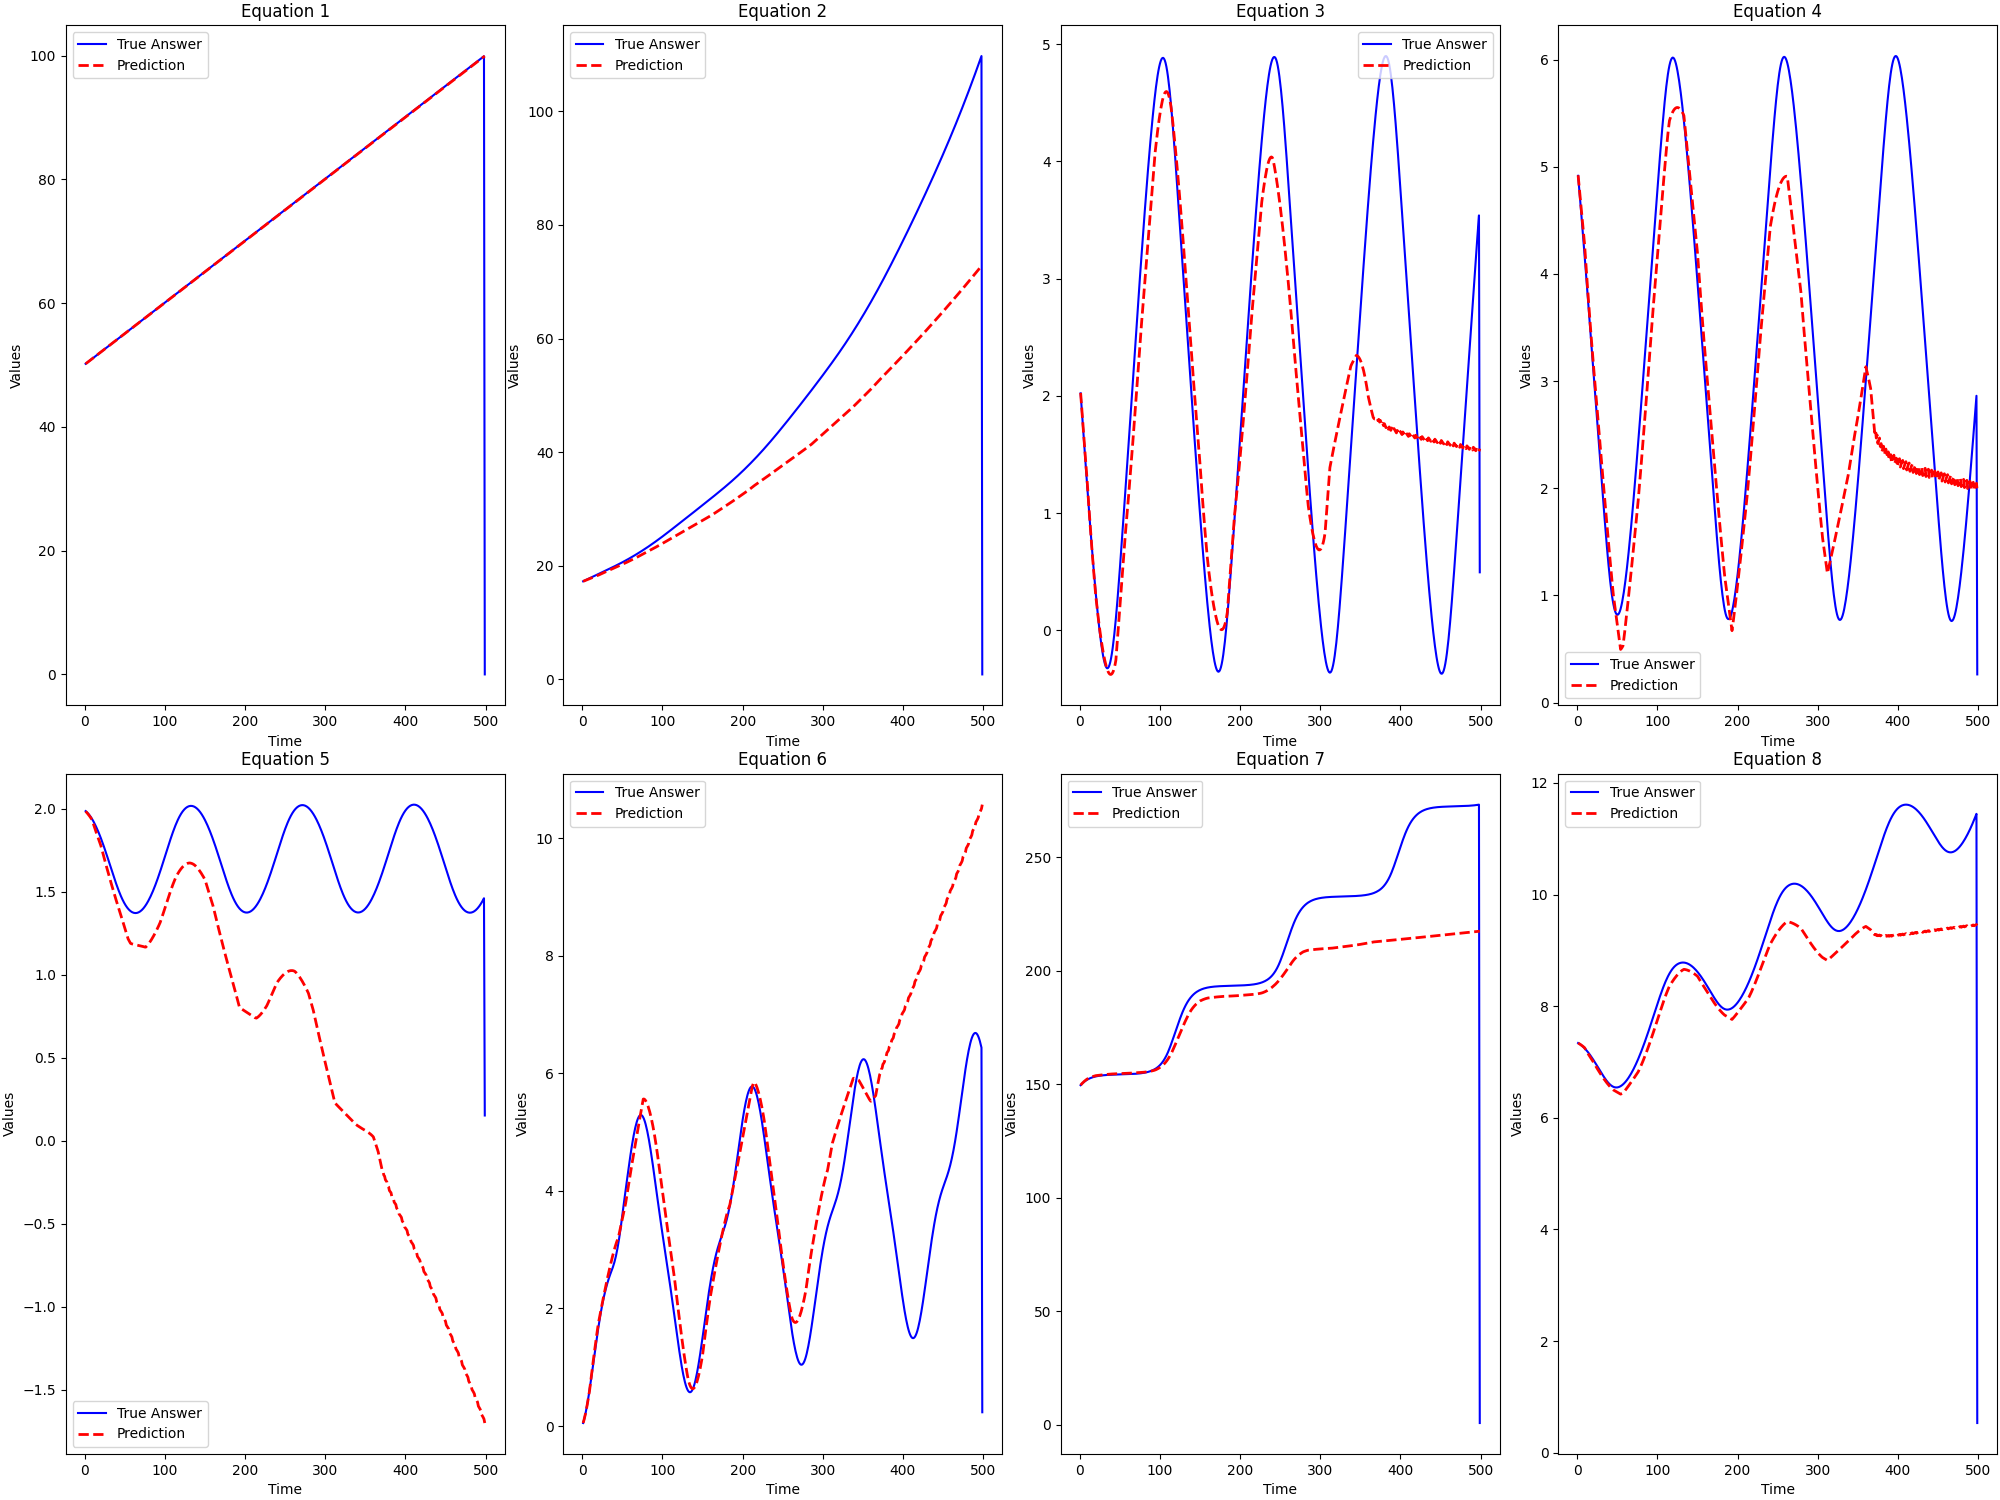 Equation 1
True Answer
Prediction
100
80
60
40
20
0
Values
0 100 200 300 400 500
Time
Equation 2
True Answer
Prediction
100
80
60
40
20
0
Values
0 100 200 300 400 500
Time
Equation 3
True Answer
Prediction
5
4
3
2
1
0
Values
0 100 200 300 400 500
Time
Equation 4
6
5
4
3
2
1
0
Values
True Answer
Prediction
0 100 200 300 400 500
Time
Equation 5
2.0
1.5
1.0
0.5
0.0
−0.5
−1.0
−1.5
Values
True Answer
Prediction
0 100 200 300 400 500
Time
Equation 6
True Answer
Prediction
10
8
6
4
2
0
Values
0 100 200 300 400 500
Time
Equation 7
True Answer
Prediction
250
200
150
100
50
0
Values
0 100 200 300 400 500
Time
Equation 8
True Answer
Prediction
12
10
8
6
4
2
0
Values
0 100 200 300 400 500
Time